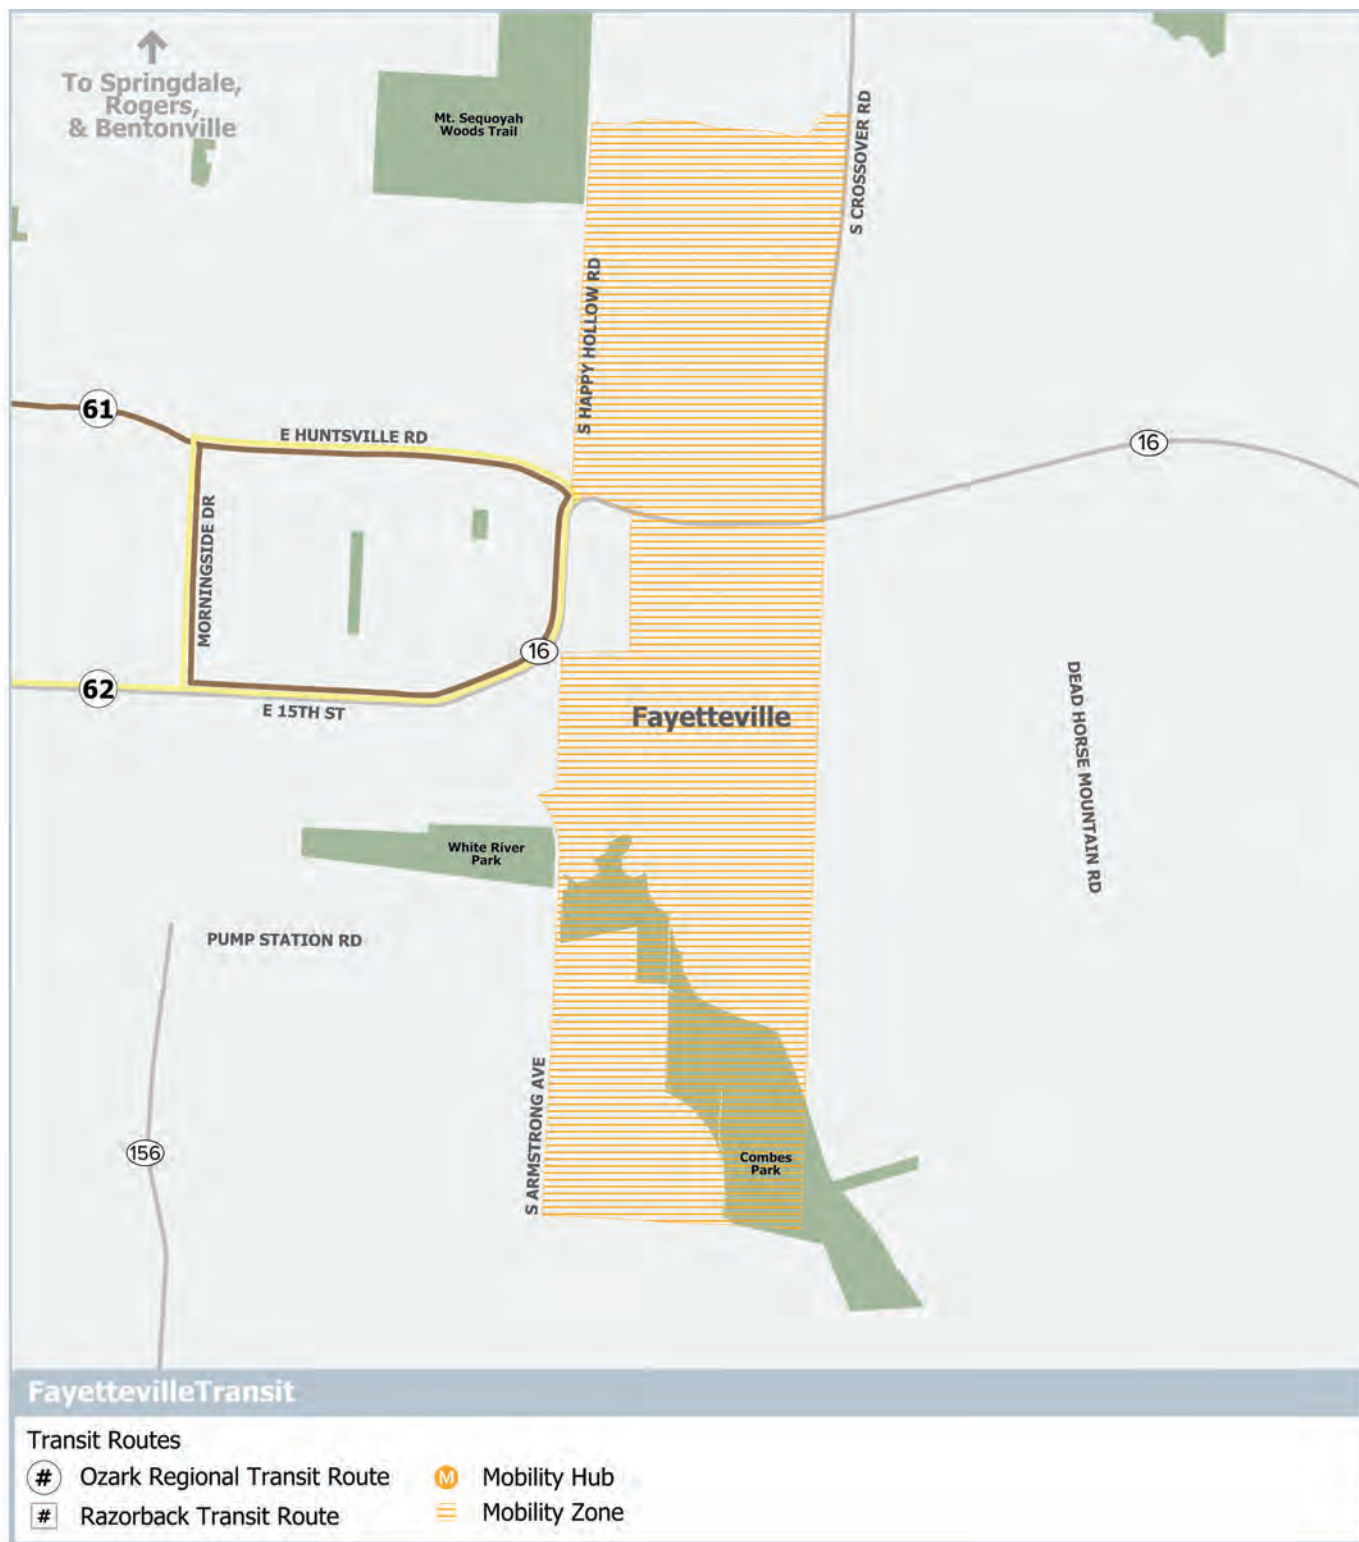 To Springdale,
Rogers,
& Bentonville
Mt. Sequoyah
Woods Trail
S CROSSOVER RD
S HAPPY HOLLOW RD
61
E HUNTSVILLE RD
16
MORNINGSIDE DR
16
62
E 15TH ST
Fayetteville
DEAD HORSE MOUNTAIN RD
White River
Park
PUMP STATION RD
S ARMSTRONG AVE
156
Combes
Park
FayettevilleTransit
Transit Routes
# Ozark Regional Transit Route
M Mobility Hub
# Razorback Transit Route
Mobility Zone